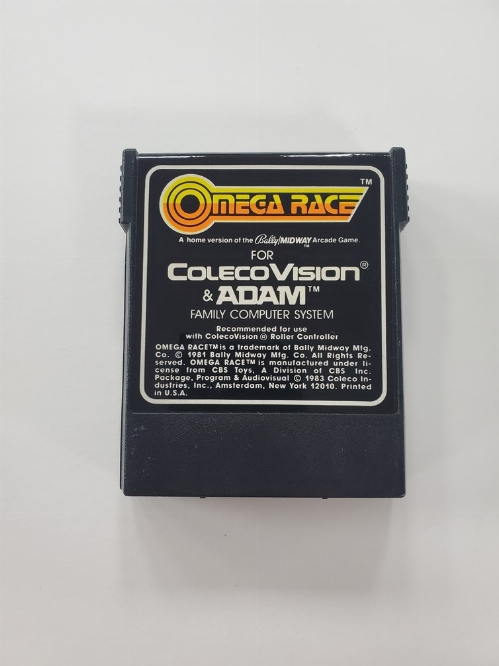 OMEGA RACE™
A home version of the Bally/MIDWAY™ Arcade Game.
FOR
COLECOVISION®
& ADAM™
FAMILY COMPUTER SYSTEM
Recommended for use
with ColecoVision ® Roller Controller
OMEGA RACE™ is a trademark of Bally Midway Mfg.
Co. © 1981 Bally Midway Mfg. Co. All Rights Re-
served. OMEGA RACE™ is manufactured under li-
cense from CBS Toys, A Division of CBS Inc.
Package, Program & Audiovisual © 1983 Coleco In-
dustries, Inc., Amsterdam, New York 12010. Printed
in U.S.A.